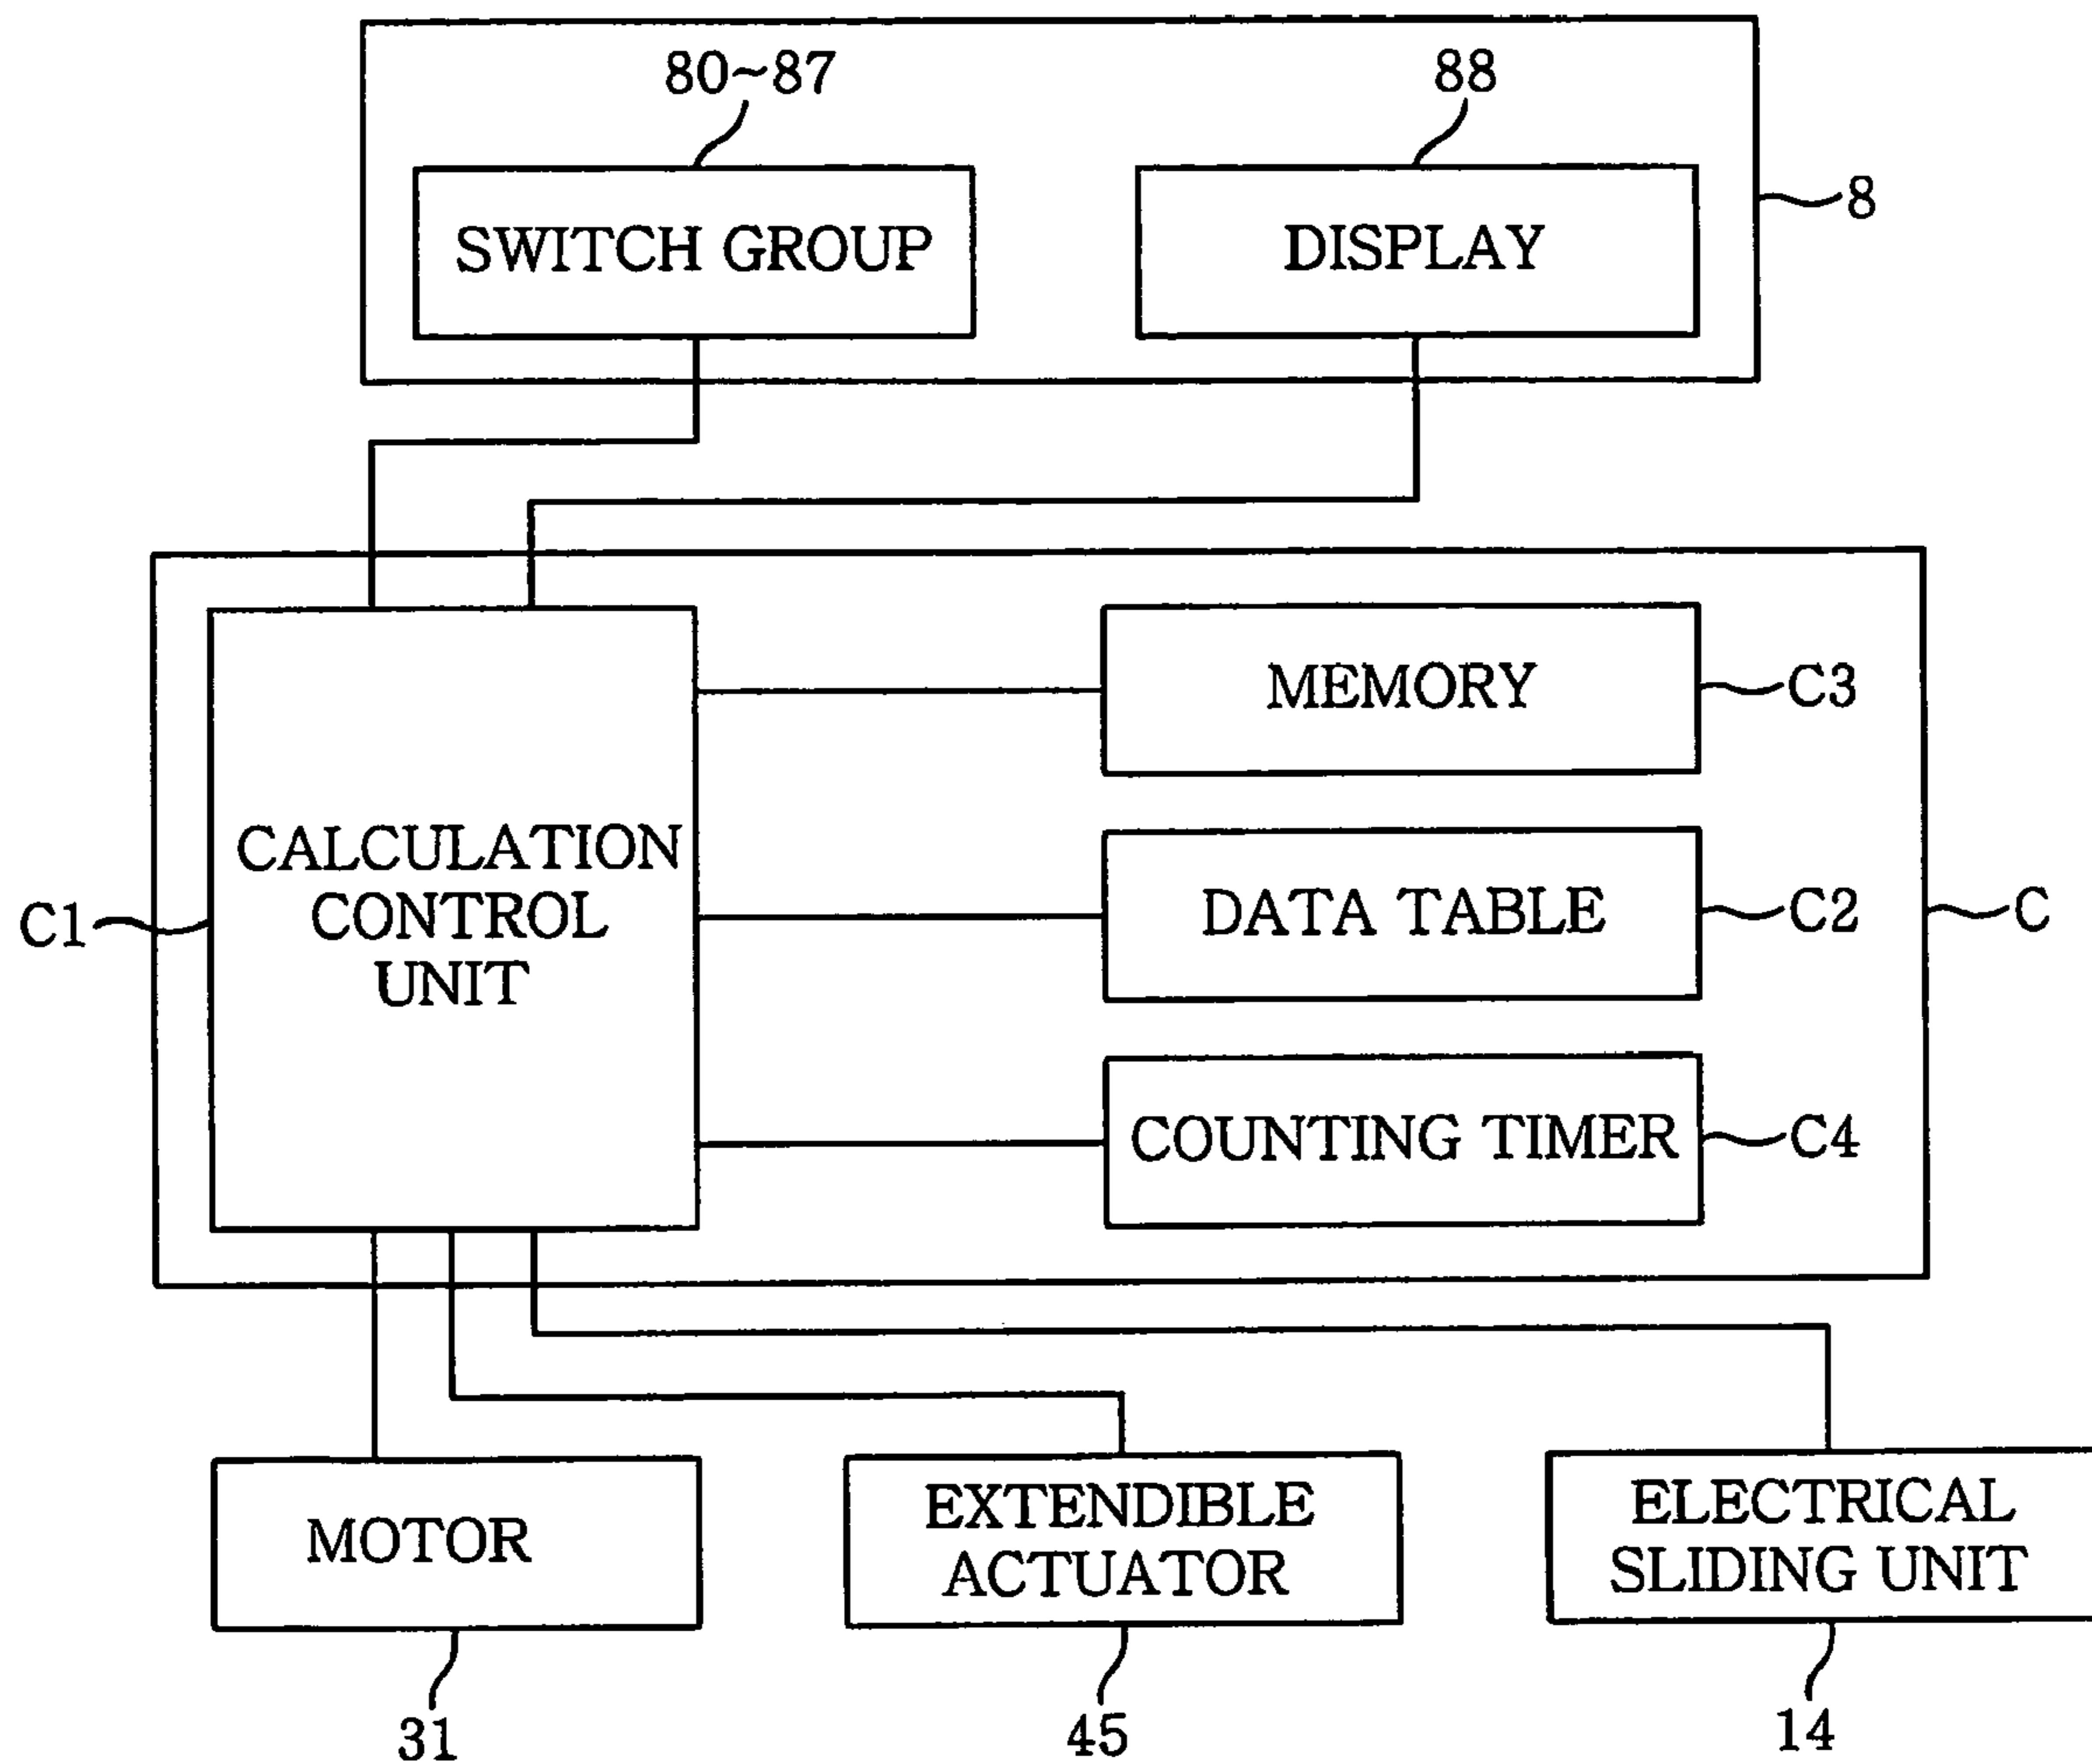 80~87
88
SWITCH GROUP
DISPLAY
8
MEMORY
C3
CALCULATION
CONTROL
UNIT
C1
DATA TABLE
C2
C
COUNTING TIMER
C4
MOTOR
EXTENDIBLE
ACTUATOR
ELECTRICAL
SLIDING UNIT
31
45
14